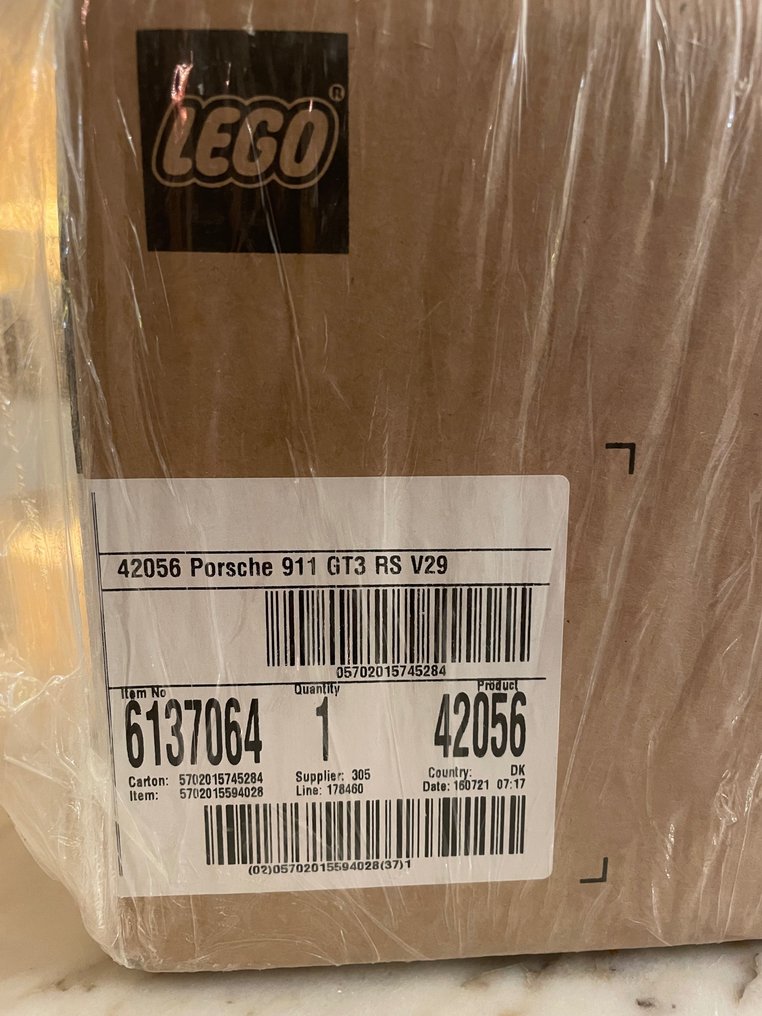 LEGO®
42056 Porsche 911 GT3 RS V29
05702015745284
Item No Quantity Product
6137064 1 42056
Carton: 5702015745284 Supplier: 305 Country: DK
Item: 5702015594028 Line: 178460 Date: 160721 07:17
(02)05702015594028(37)1